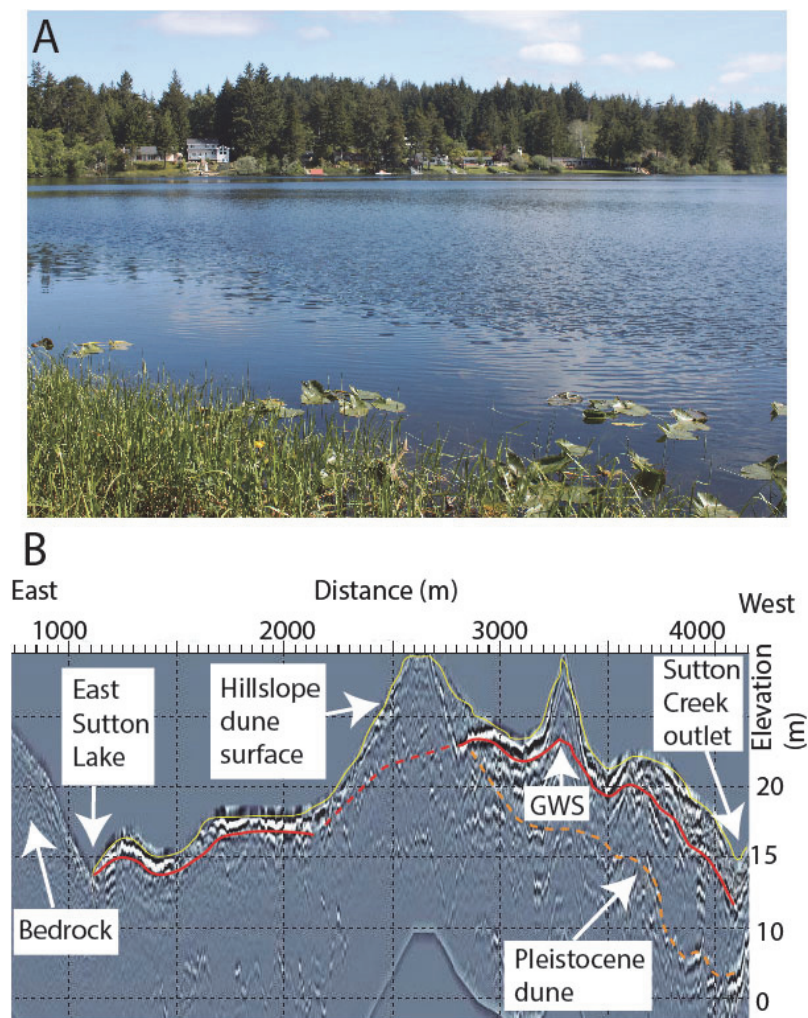 A
B
East
Distance (m)
West
1000
2000
3000
4000
East
Sutton
Lake
Hillslope
dune
surface
Sutton
Creek
outlet
Elevation
(m)
20
GWS
15
Bedrock
Pleistocene
dune
10
0